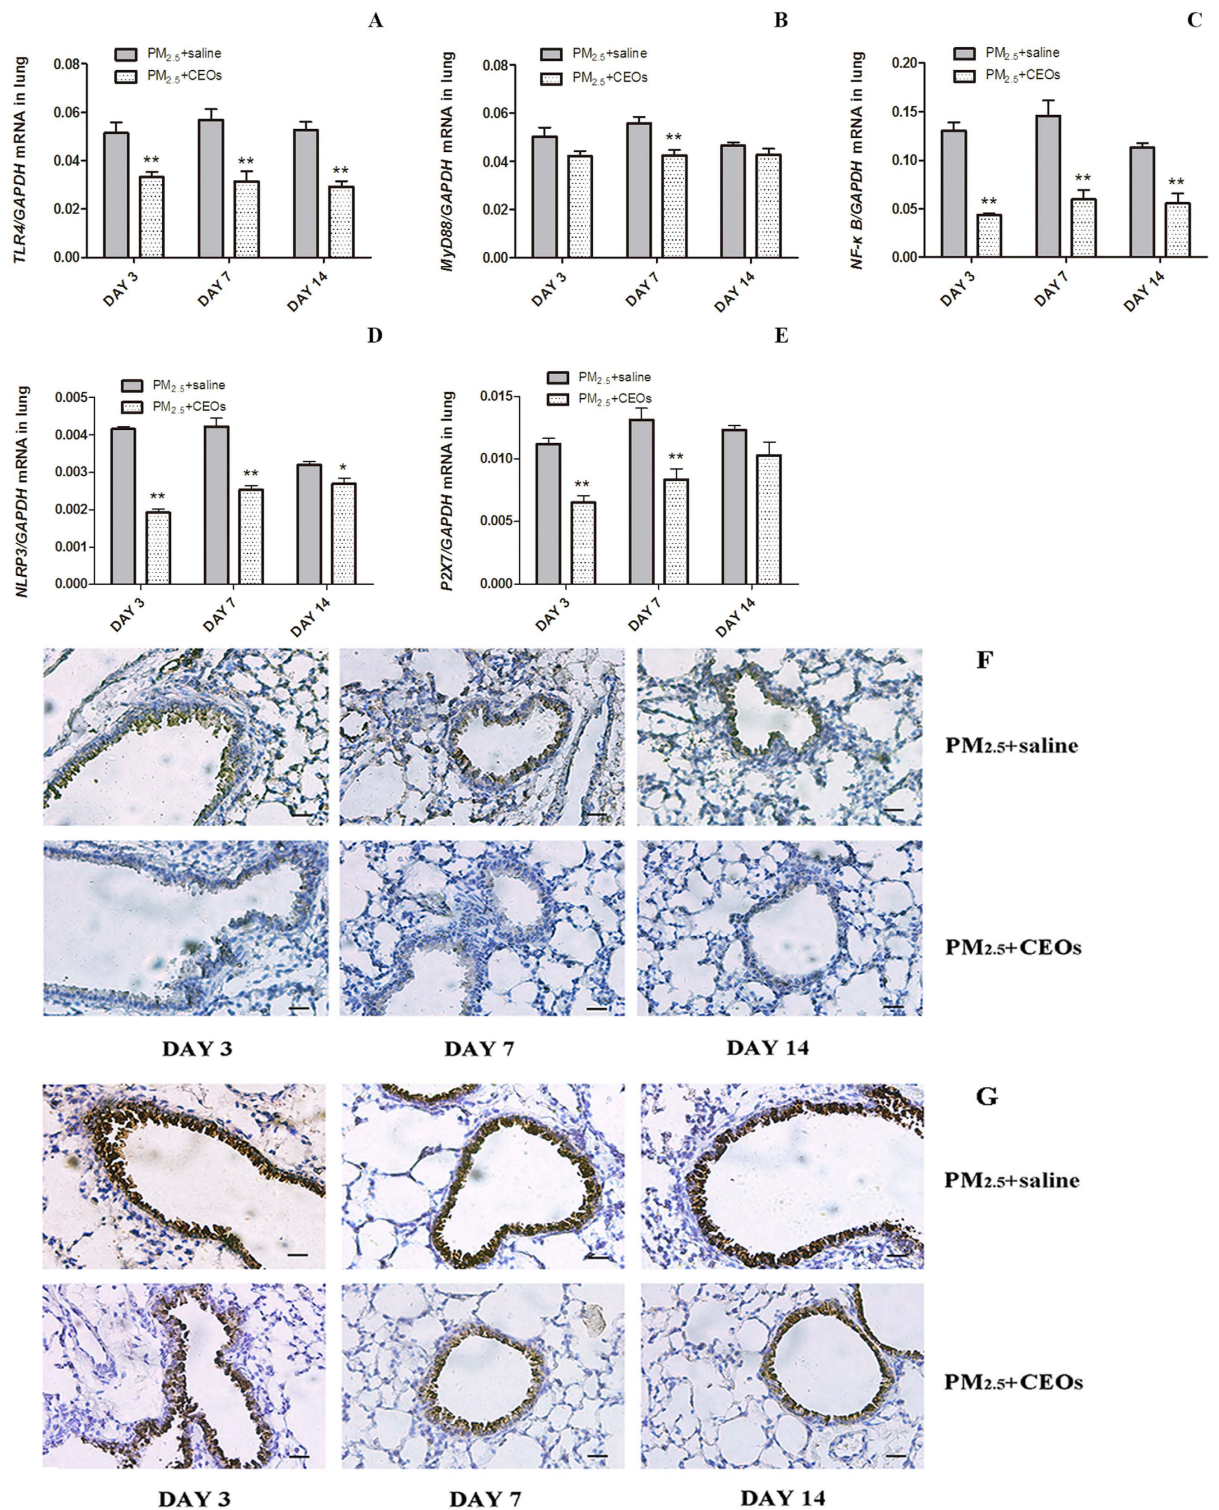 A
PM2.5+saline
PM2.5+CEOs
TLR4/GAPDH mRNA in lung
0.08
0.06
0.04
0.02
0.00
** ** **
DAY 3 DAY 7 DAY 14
B
PM2.5+saline
PM2.5+CEOs
MyD88/GAPDH mRNA in lung
0.08
0.06
0.04
0.02
0.00
**
DAY 3 DAY 7 DAY 14
C
PM2.5+saline
PM2.5+CEOs
NF-κ B/GAPDH mRNA in lung
0.20
0.15
0.10
0.05
0.00
** ** **
DAY 3 DAY 7 DAY 14
D
PM2.5+saline
PM2.5+CEOs
NLRP3/GAPDH mRNA in lung
0.005
0.004
0.003
0.002
0.001
0.000
** ** *
DAY 3 DAY 7 DAY 14
E
PM2.5+saline
PM2.5+CEOs
P2X7/GAPDH mRNA in lung
0.015
0.010
0.005
0.000
** **
DAY 3 DAY 7 DAY 14
F
PM2.5+saline
PM2.5+CEOs
DAY 3 DAY 7 DAY 14
G
PM2.5+saline
PM2.5+CEOs
DAY 3 DAY 7 DAY 14